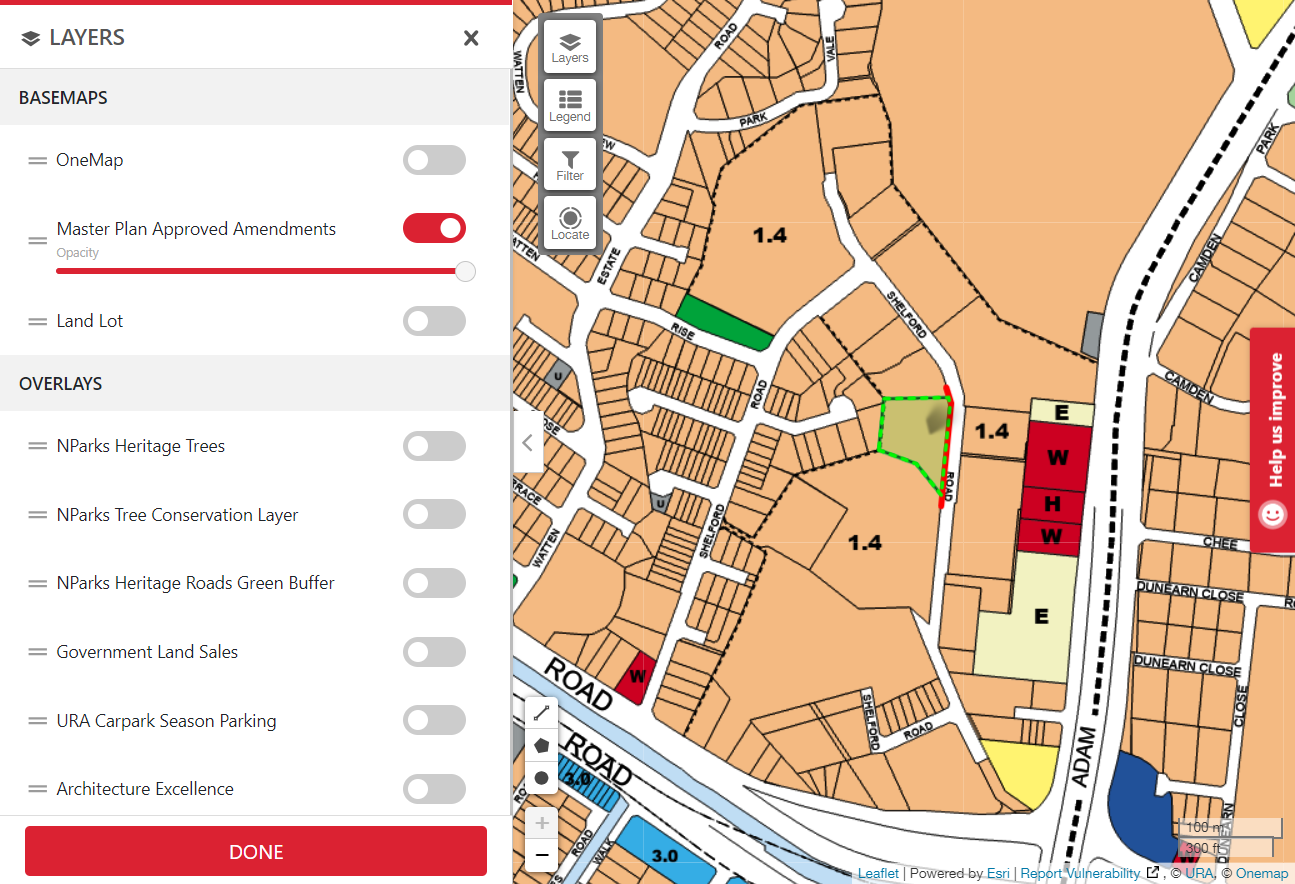 LAYERS
BASEMAPS
OneMap
Master Plan Approved Amendments
Opacity
Land Lot
OVERLAYS
NParks Heritage Trees
NParks Tree Conservation Layer
NParks Heritage Roads Green Buffer
Government Land Sales
URA Carpark Season Parking
Architecture Excellence
DONE
Layers
Legend
Filter
Locate
WATTEN
ROAD
VALE
PARK
PARK
ESTATE
1.4
CAMDEN
SHELFORD
RISE
U
ROAD
CAMDEN
E
1.4
W
Help us improve
ROAD
H
U
W
SHELFORD
WATTEN
1.4
CHEE
DUNEARN CLOSE
E
DUNEARN CLOSE
W
ROAD
SHELFORD
ROAD
CLOSE
ADAM
ROAD
3.0
ROAD
WALK
3.0
DUNEARN
W
+
−
100 m
300 ft
Leaflet | Powered by Esri | Report Vulnerability , © URA, © Onemap